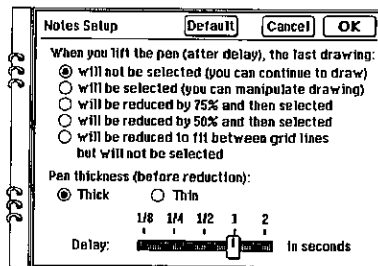 Notes Setup Default Cancel OK
When you lift the pen (after delay), the last drawing:
will not be selected (you can continue to draw)
will be selected (you can manipulate drawing)
will be reduced by 75% and then selected
will be reduced by 50% and then selected
will be reduced to fit between grid lines
but will not be selected
Pen thickness (before reduction):
Thick Thin
1/8 1/4 1/2 1 2
Delay: in seconds